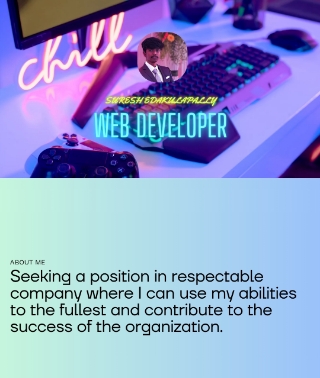 chill
SURESH EDAKULAPALLY
WEB DEVELOPER
ABOUT ME
Seeking a position in respectable
company where I can use my abilities
to the fullest and contribute to the
success of the organization.